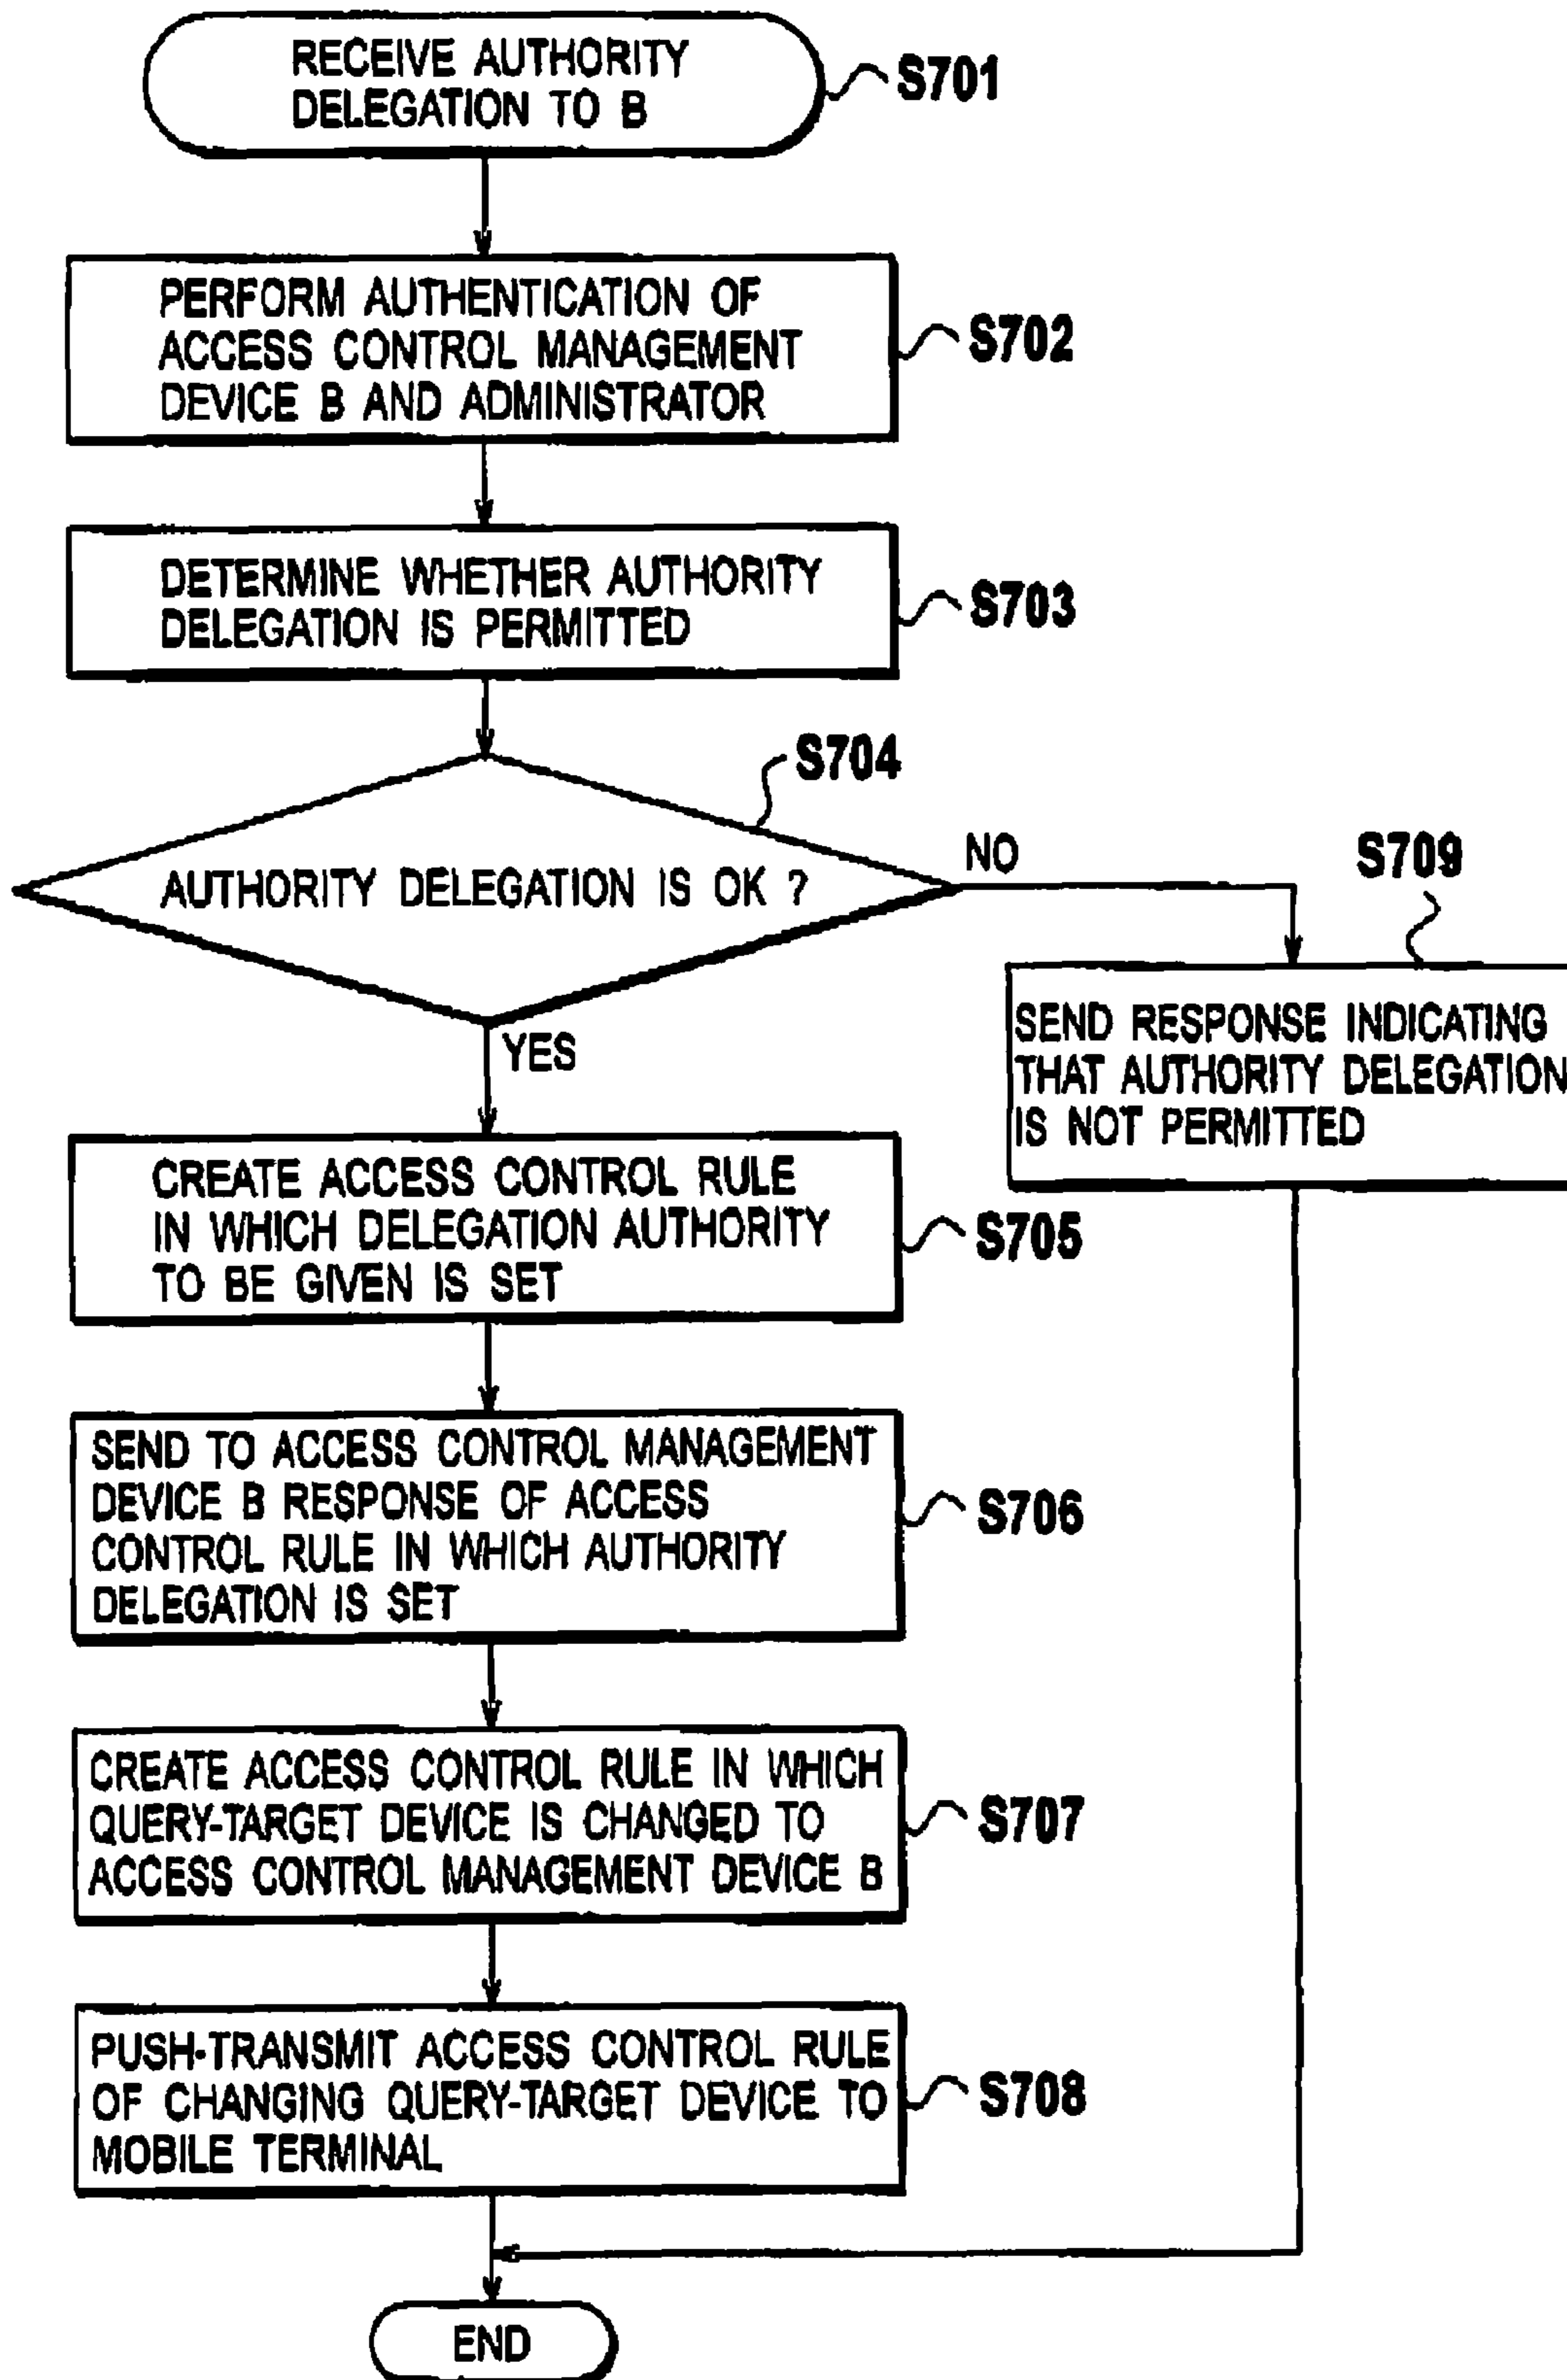 RECEIVE AUTHORITY
DELEGATION TO B
S701
PERFORM AUTHENTICATION OF
ACCESS CONTROL MANAGEMENT
DEVICE B AND ADMINISTRATOR
S702
DETERMINE WHETHER AUTHORITY
DELEGATION IS PERMITTED
S703
S704
AUTHORITY DELEGATION IS OK ?
NO
YES
S709
SEND RESPONSE INDICATING
THAT AUTHORITY DELEGATION
IS NOT PERMITTED
CREATE ACCESS CONTROL RULE
IN WHICH DELEGATION AUTHORITY
TO BE GIVEN IS SET
S705
SEND TO ACCESS CONTROL MANAGEMENT
DEVICE B RESPONSE OF ACCESS
CONTROL RULE IN WHICH AUTHORITY
DELEGATION IS SET
S706
CREATE ACCESS CONTROL RULE IN WHICH
QUERY-TARGET DEVICE IS CHANGED TO
ACCESS CONTROL MANAGEMENT DEVICE B
S707
PUSH-TRANSMIT ACCESS CONTROL RULE
OF CHANGING QUERY-TARGET DEVICE TO
MOBILE TERMINAL
S708
END